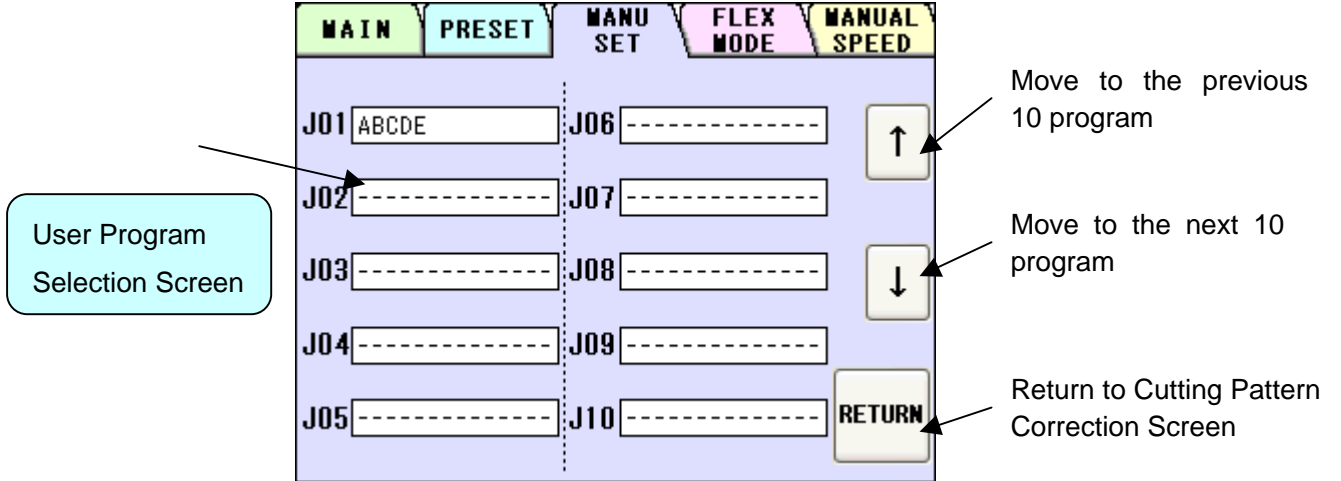 MAIN PRESET MANU SET FLEX MODE MANUAL SPEED
J01 ABCDE J06 --------------
J02 -------------- J07 --------------
J03 -------------- J08 --------------
J04 -------------- J09 --------------
J05 -------------- J10 --------------
↑
↓
RETURN
User Program
Selection Screen
Move to the previous
10 program
Move to the next 10
program
Return to Cutting Pattern
Correction Screen